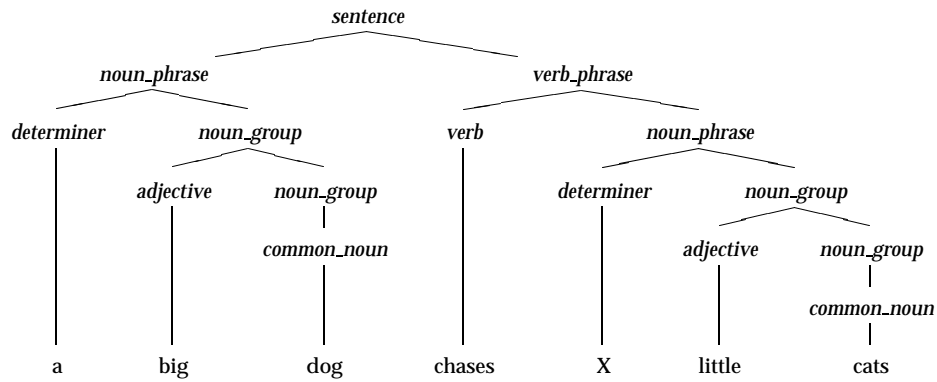 sentence
noun_phrase verb_phrase
determiner noun_group verb noun_phrase
adjective noun_group determiner noun_group
common_noun adjective noun_group
common_noun
a big dog chases X little cats